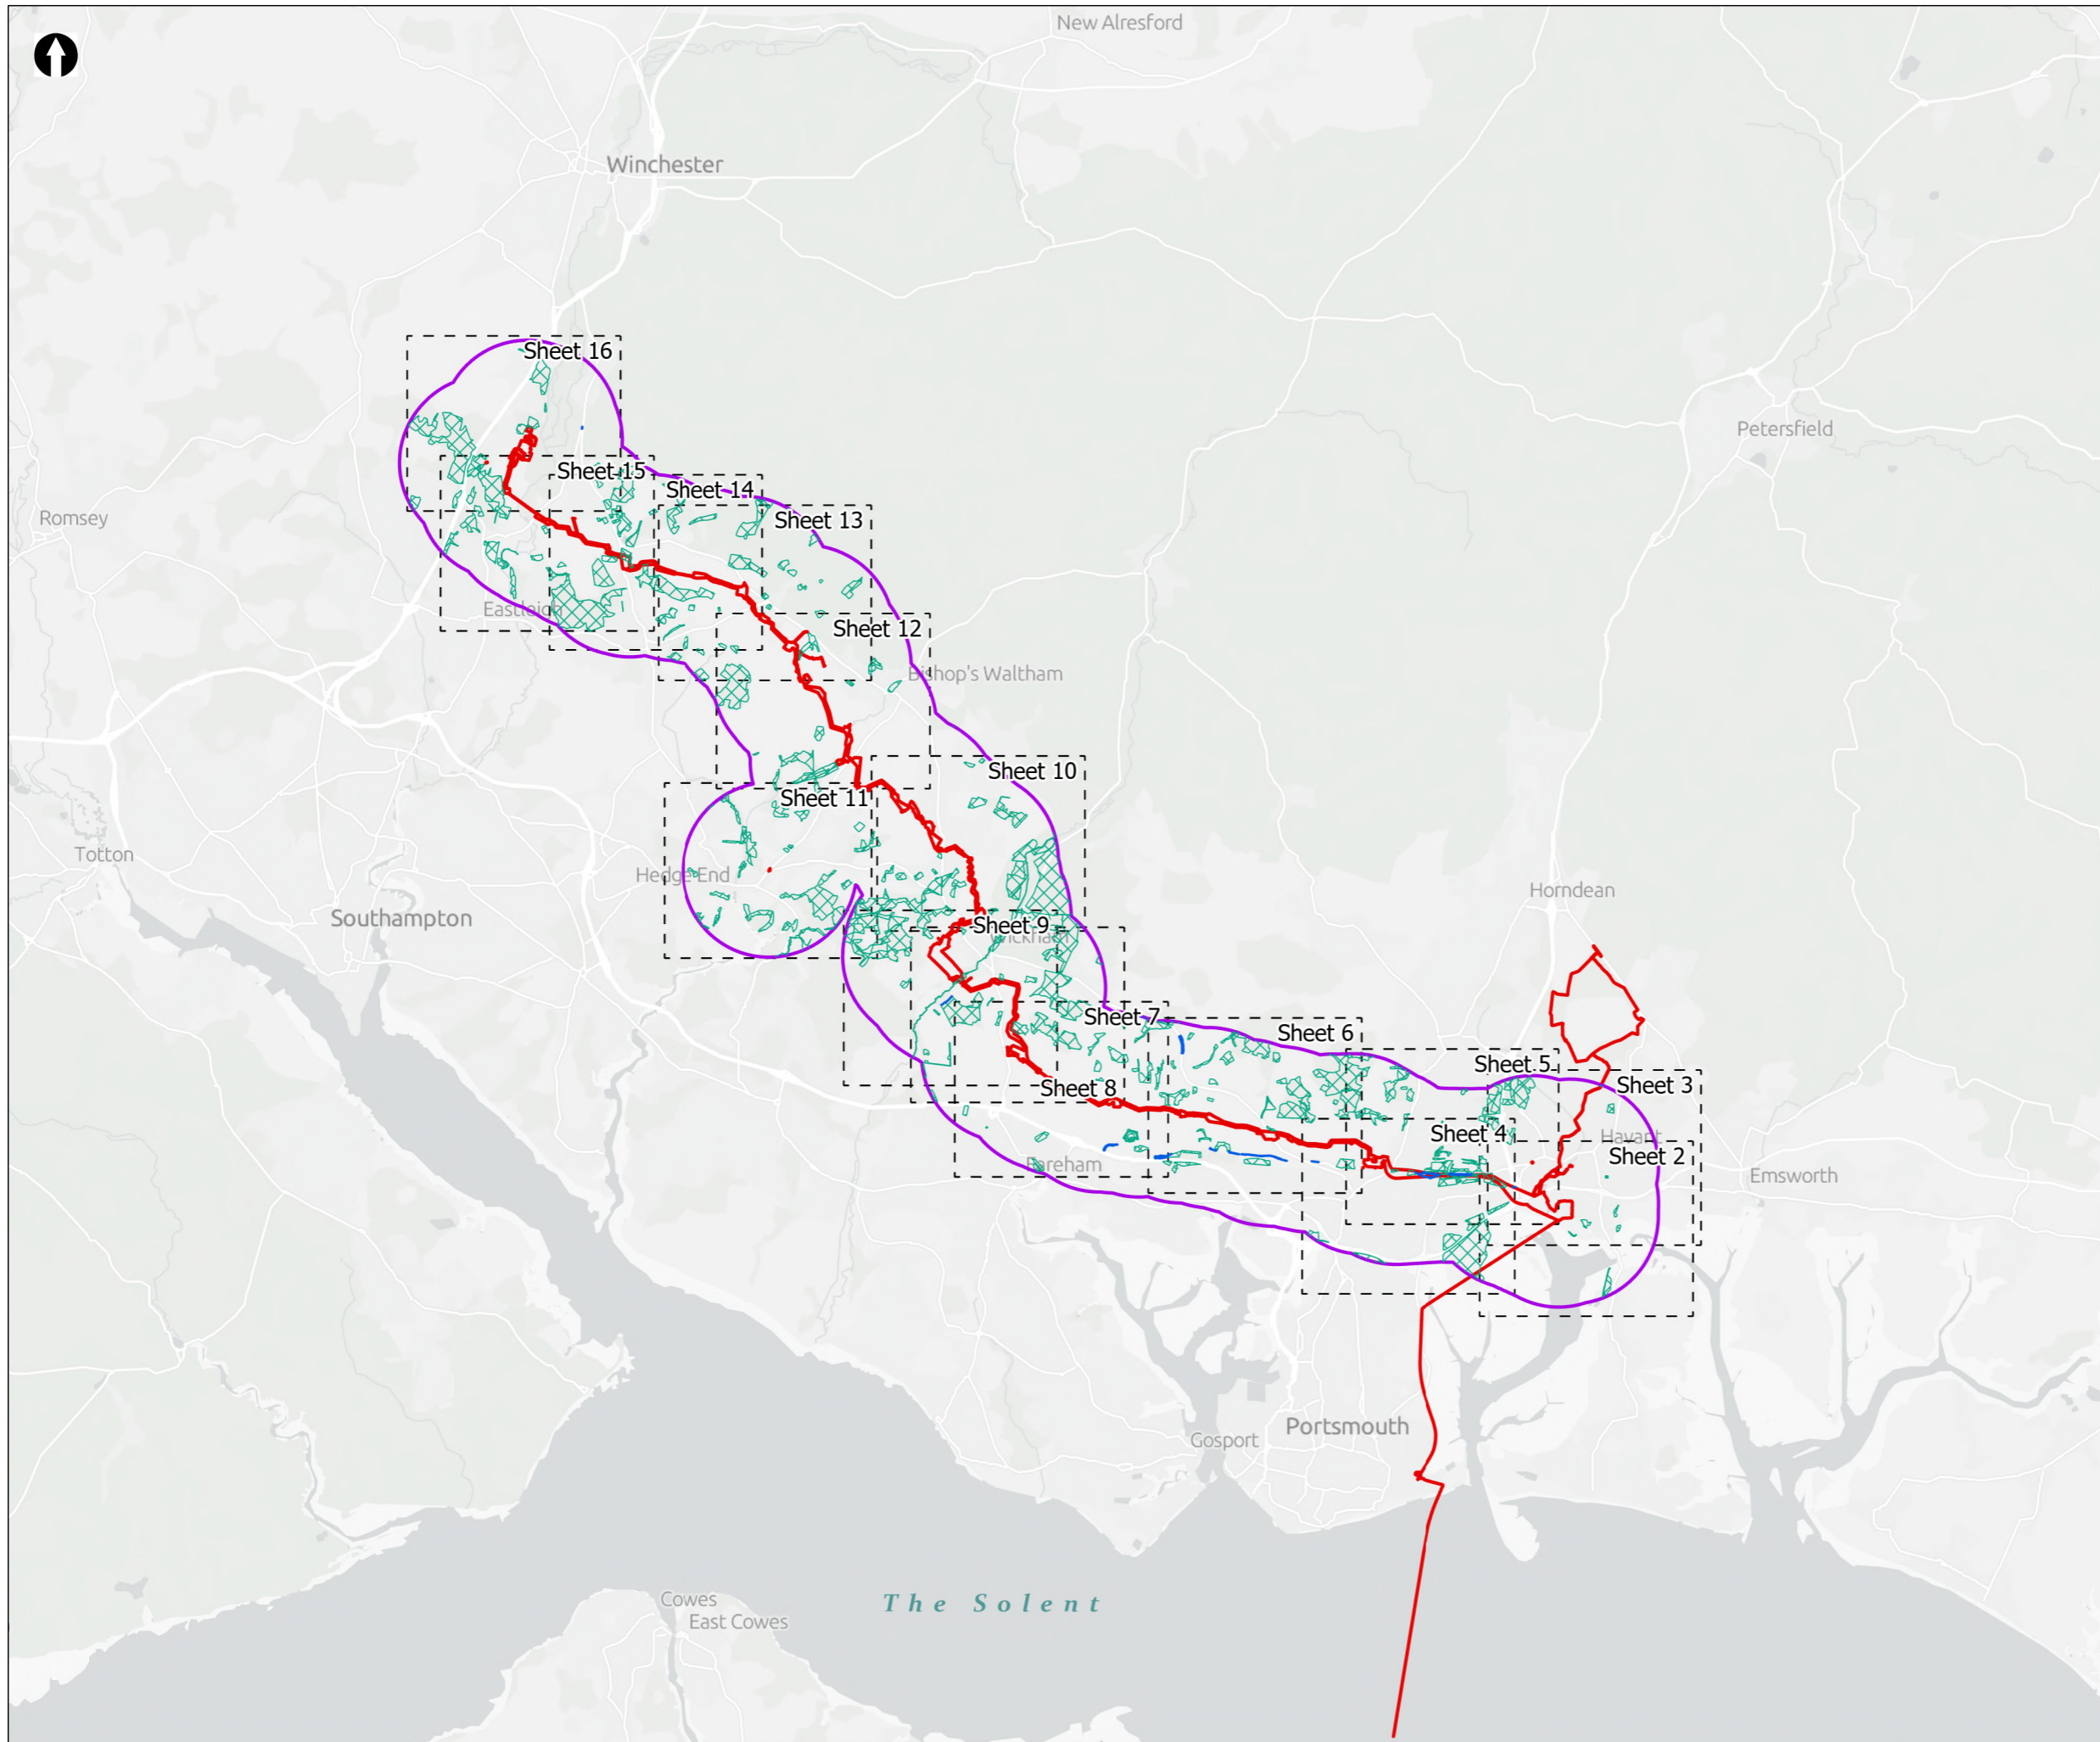 New Alresford
Winchester
Sheet 16
Petersfield
Sheet 15
Sheet 14
Romsey
Sheet 13
Eastleigh
Sheet 12
Bishop's Waltham
Sheet 10
Sheet 11
Totton
Hedge End
Horndean
Southampton
Sheet 9
Wickham
Sheet 7
Sheet 6
Sheet 5
Sheet 3
Sheet 8
Sheet 4
Havant
Sheet 2
Fareham
Emsworth
Portsmouth
Gosport
Cowes
The Solent
East Cowes